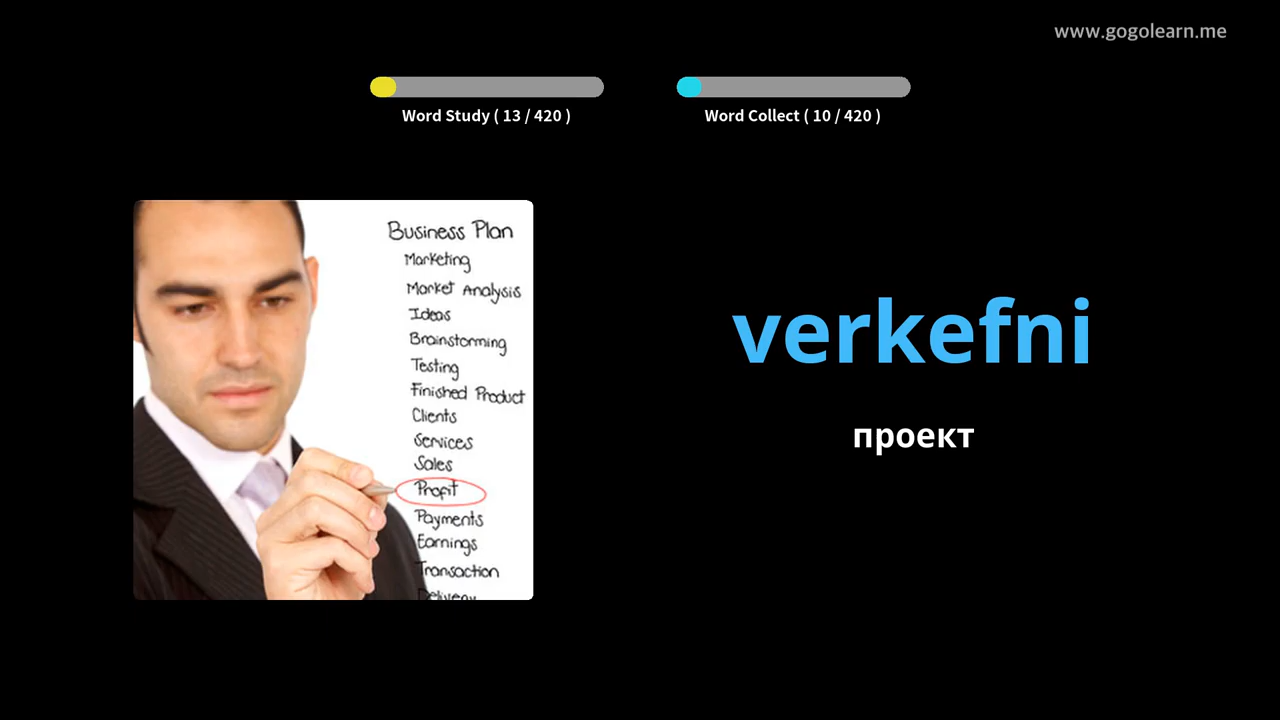 www.gogolearn.me
Word Study ( 13 / 420 )
Word Collect ( 10 / 420 )
Business Plan
Marketing
Market Analysis
Ideas
Brainstorming
Testing
Finished Product
Clients
Services
Sales
Profit
Payments
Earnings
Transaction
Delivery
verkefni
проект